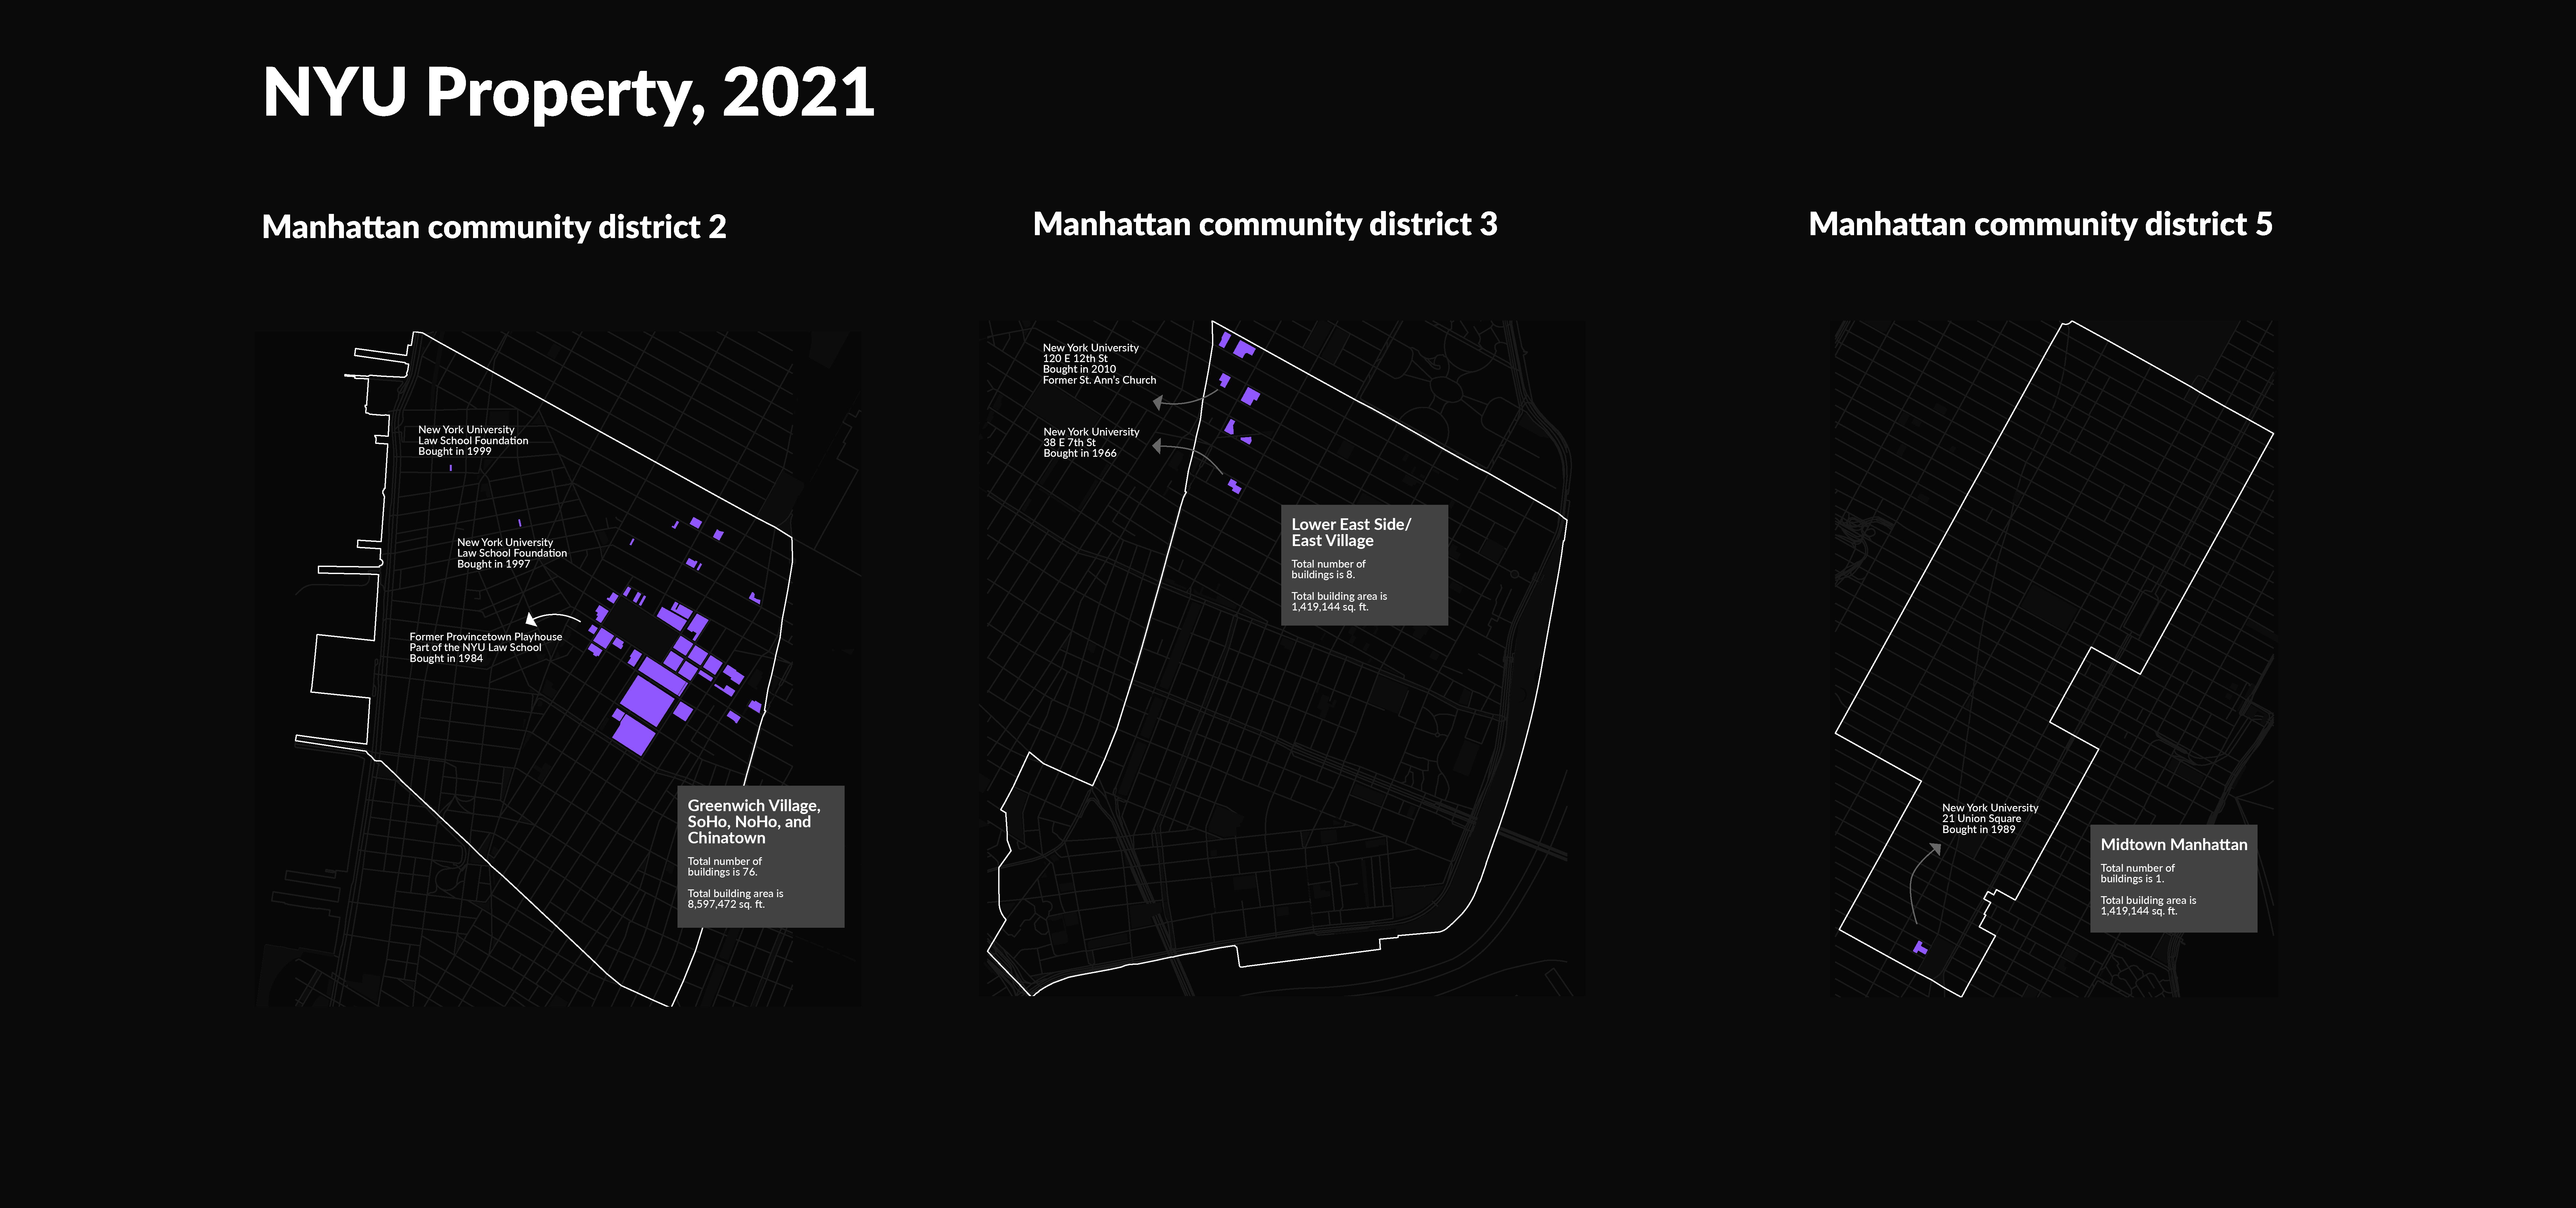 NYU Property, 2021
Manhattan community district 2
New York University
Law School Foundation
Bought in 1999
New York University
Law School Foundation
Bought in 1997
Former Provincetown Playhouse
Part of the NYU Law School
Bought in 1984
Greenwich Village,
SoHo, NoHo, and
Chinatown
Total number of
buildings is 76.
Total building area is
8,597,472 sq. ft.
Manhattan community district 3
New York University
120 E 12th St
Bought in 2010
Former St. Ann's Church
New York University
38 E 7th St
Bought in 1966
Lower East Side/
East Village
Total number of
buildings is 8.
Total building area is
1,419,144 sq. ft.
Manhattan community district 5
New York University
21 Union Square
Bought in 1989
Midtown Manhattan
Total number of
buildings is 1.
Total building area is
1,419,144 sq. ft.